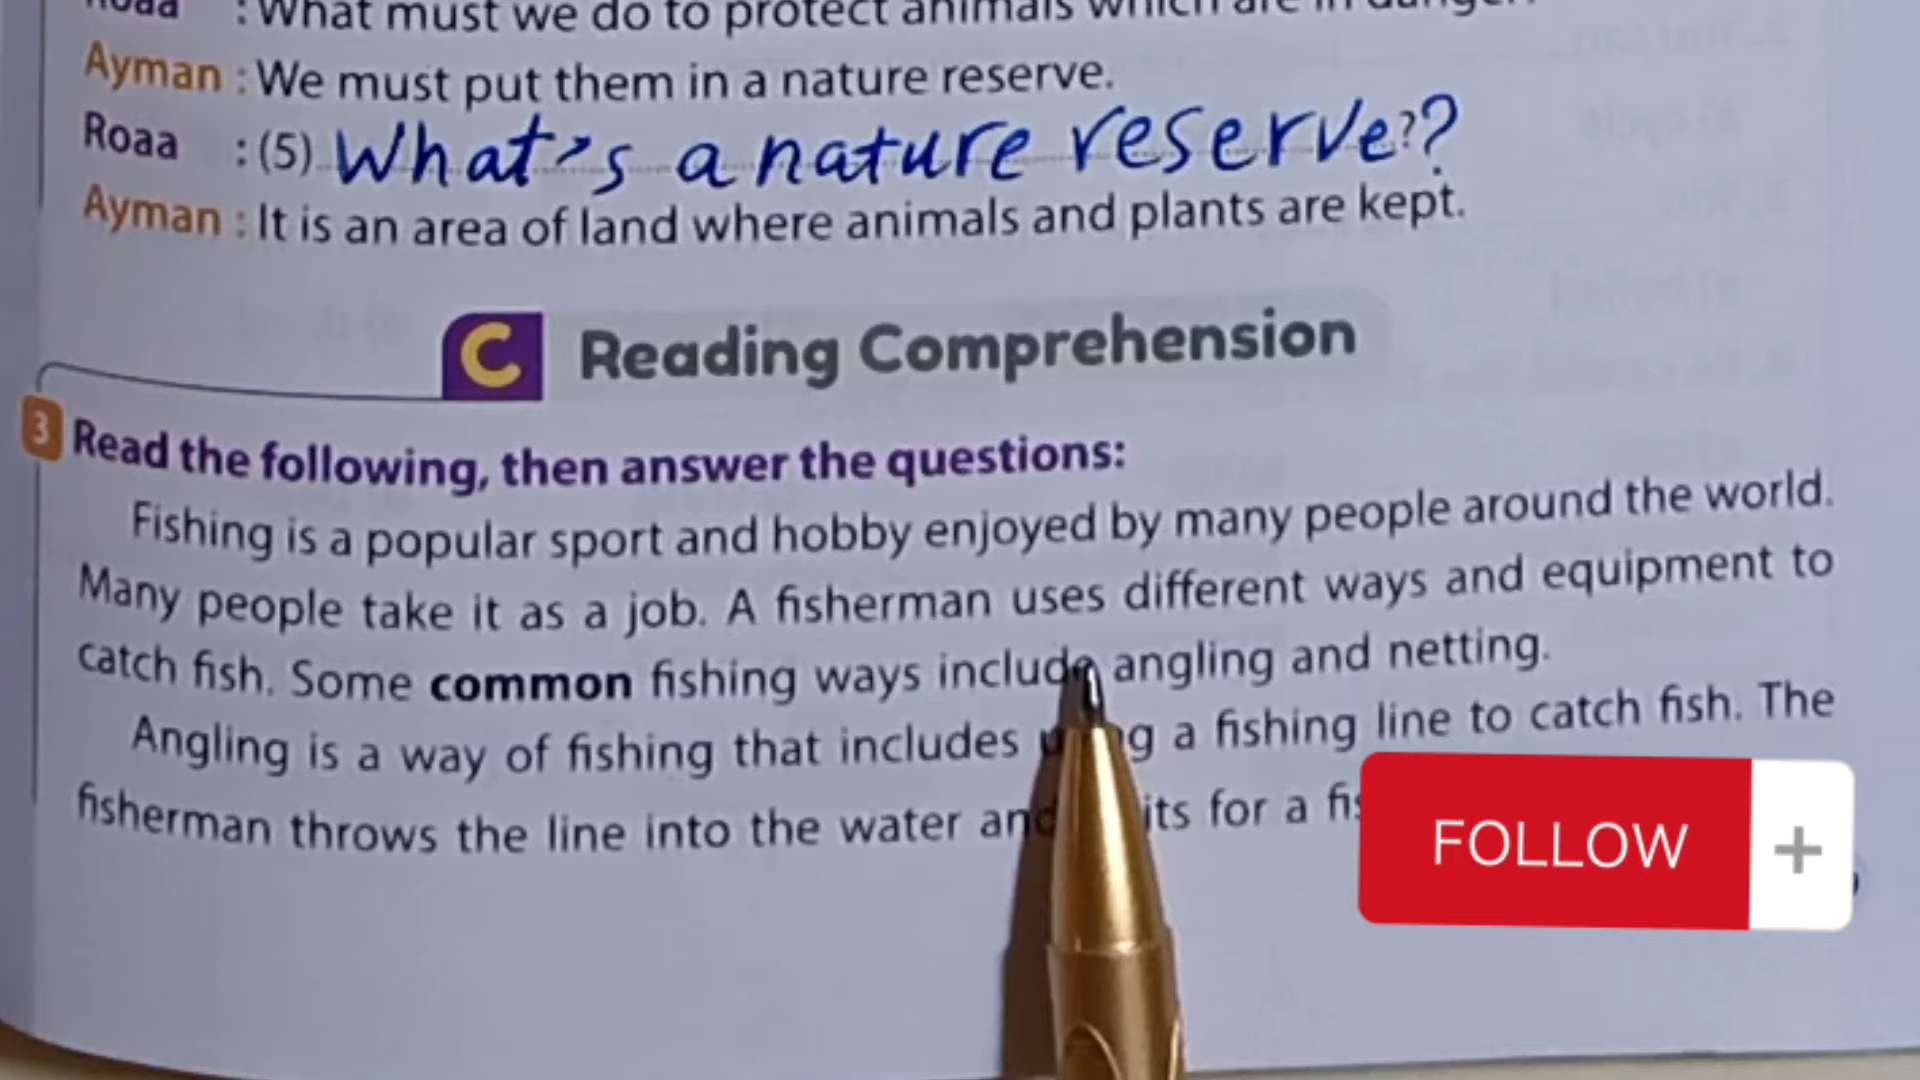 Roaa : What must we do to protect animals which are in danger?
Ayman : We must put them in a nature reserve.
Roaa : (5) What's a nature reserve??
Ayman : It is an area of land where animals and plants are kept.
C Reading Comprehension
3 Read the following, then answer the questions:
Fishing is a popular sport and hobby enjoyed by many people around the world.
Many people take it as a job. A fisherman uses different ways and equipment to
catch fish. Some common fishing ways include angling and netting.
Angling is a way of fishing that includes a fishing line to catch fish. The
fisherman throws the line into the water for a
FOLLOW +